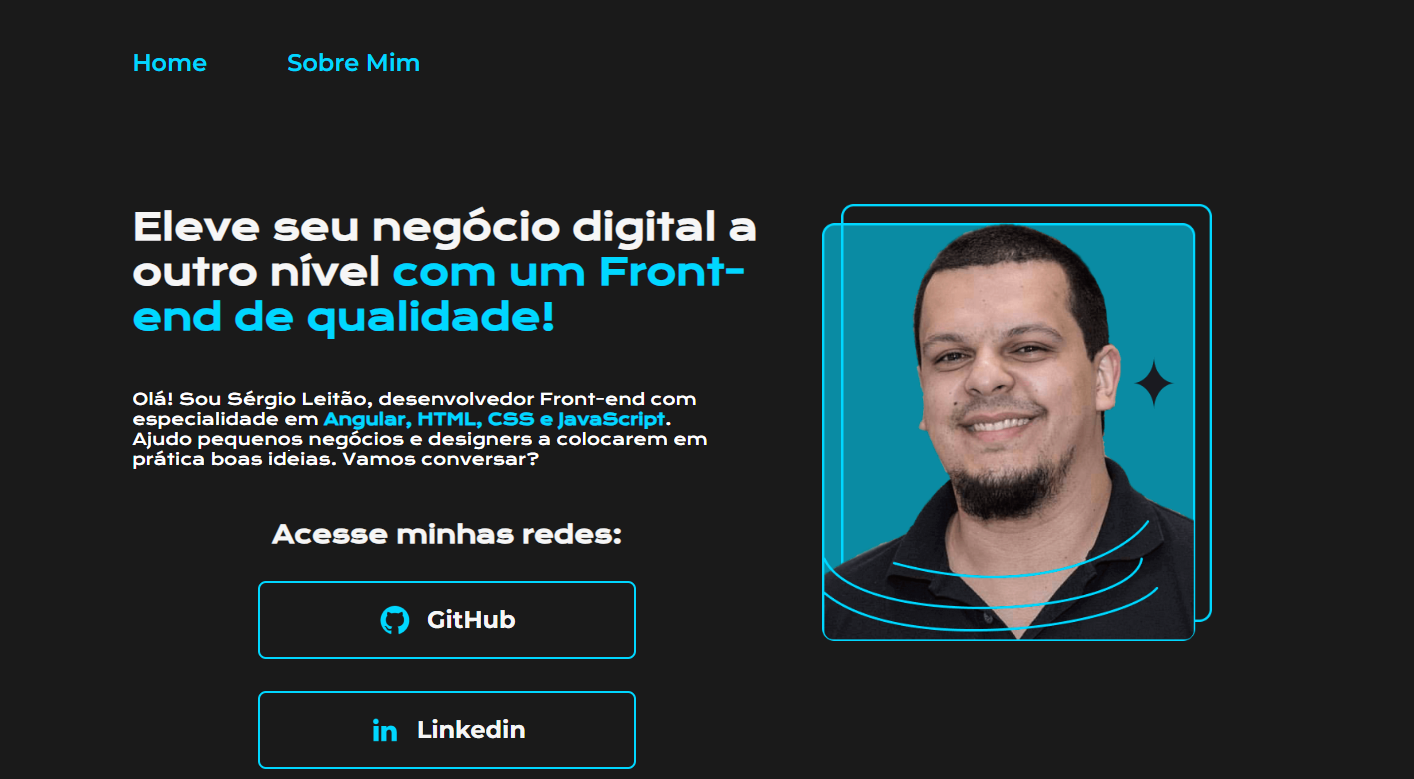 Home
Sobre Mim
Eleve seu negócio digital a
outro nível com um Front-
end de qualidade!
Olá! Sou Sérgio Leitão, desenvolvedor Front-end com
especialidade em Angular, HTML, CSS e JavaScript.
Ajudo pequenos negócios e designers a colocarem em
prática boas ideias. Vamos conversar?
Acesse minhas redes:
GitHub
in Linkedin